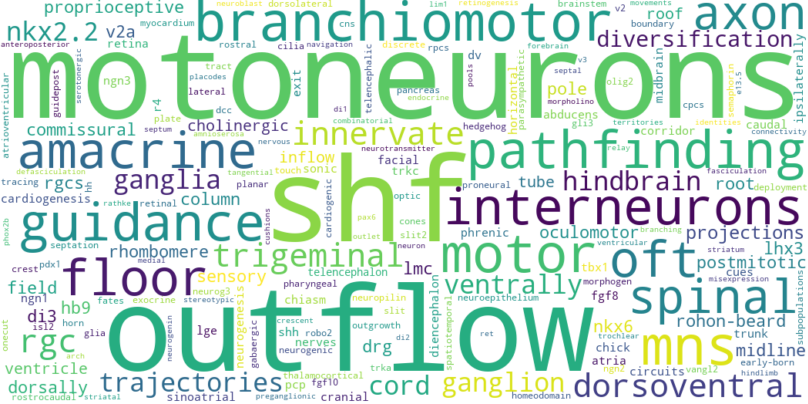 proprioceptive
neuroblast dorsolateral
lim1 ratinogenesis
brainstem
v2 movements
myocardium
cns
nkx2.2 v2a
branchiomotor
roof
axon
boundary
diversification
anteroposterior
retina
rostral
cilia navigation
discrete
rpcs
forebrain
v3
motoneurons
guidepost
serotonergic
ngn3
placodes
tract
lateral
pancreas
endocrine
dcc
exit
telencephalic
dv
pools
horizontal
parasympathetic
septal
pole
olig2
midbrain
morpholino
e13.5
semaphorin
ipsilaterally
r4
plate
amnioserosa
di1
combinatorial
abducens
gli3
cpcs
territories
identities
caudal
connectivity
atrioventricular
commissural
septum
cholinergic
nervous
hedgehog
neurotransmitter
innervate
corridor
relay
fasciculation
amacrine
pathfinding
defasciculation
inflow
facial
touch sonic
trkc
proneural
deployment
tracing
rgcs
hh
ganglia
tangential
planar
hindbrain
root
cardiogenesis
rathke retinal
column
cardiogenic
optic
shf
tube
interneurons
phox2b
guidance
cushions
pax6
cones
slit2
outlet
phrenic
oculomotor
projections
septation
rhombomere
neuron
ventricular
branching
lhx3
crest
pdx1
medial
trigeminal
motor
striatum
oft
postmitotic
floor
sensory
telencephalon
lmc
tbx1
cues
misexpression
field
fates
exocrine
neurog3
stereotypic
pharyngeal
neuropilin
ventrally
morphogen
spinal
ngn1
hb9
neurogenesis
chiasm
diencephalon
neuroepithelium
fgf8
subpopulations
di3
horn
lge
crescent
slit
outflow
spatiotemporal
nkx6
rohon-beard
onecut
isl2
glia
neurogenin
gabaergic
shh robo2
outgrowth
di2
trochlear
chick
trunk
rgc
arch
neurogenic
nerves
drg
ret
mns
midline
ventricle
thalamocortical
trka
atria
early-born
dorsally
trajectories
pcp
fgf10
cord
ganglion
ngn2
circuits
vangl2
hindlimb
rostrocaudal striatal
sinoatrial
preganglionic
cranial
homeodomain
dorsoventral